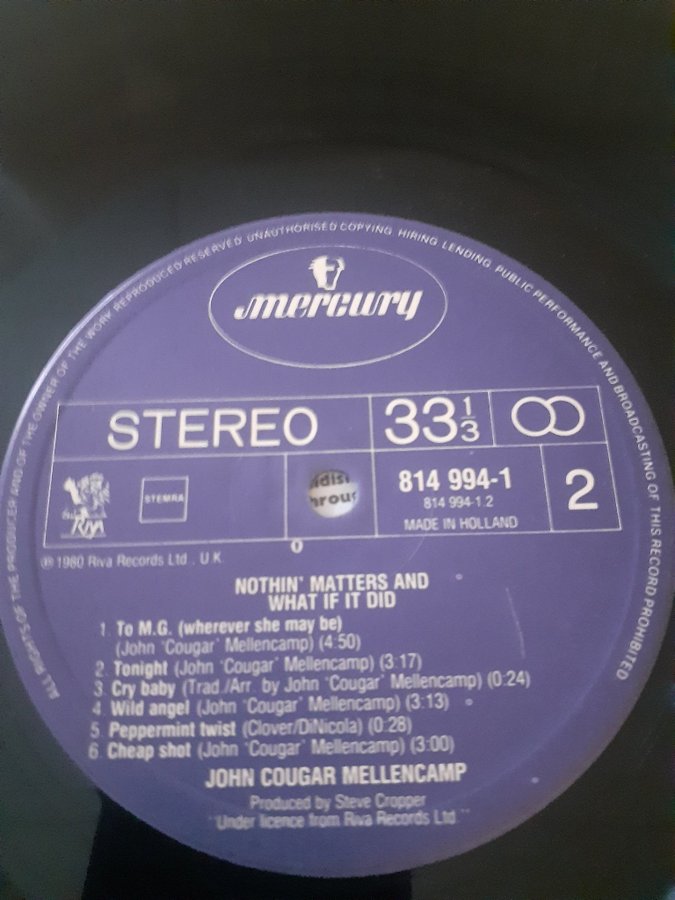 ALL RIGHTS OF THE PRODUCER AND OF THE OWNER OF THE WORK REPRODUCED RESERVED. UNAUTHORISED COPYING, HIRING, LENDING, PUBLIC PERFORMANCE AND BROADCASTING OF THIS RECORD PROHIBITED
mercury
STEREO
33 1/3
Riva
STEMRA
814 994-1
814 994-1.2
MADE IN HOLLAND
2
0
℗ 1980 Riva Records Ltd., U.K.
NOTHIN' MATTERS AND
WHAT IF IT DID
1. To M.G. (wherever she may be)
(John 'Cougar' Mellencamp) (4:50)
2. Tonight (John 'Cougar' Mellencamp) (3:17)
3. Cry baby (Trad./Arr. by John 'Cougar' Mellencamp) (0:24)
4. Wild angel (John 'Cougar' Mellencamp) (3:13)
5. Peppermint twist (Clover/DiNicola) (0:28)
6. Cheap shot (John 'Cougar' Mellencamp) (3:00)
JOHN COUGAR MELLENCAMP
Produced by Steve Cropper
"Under licence from Riva Records Ltd."